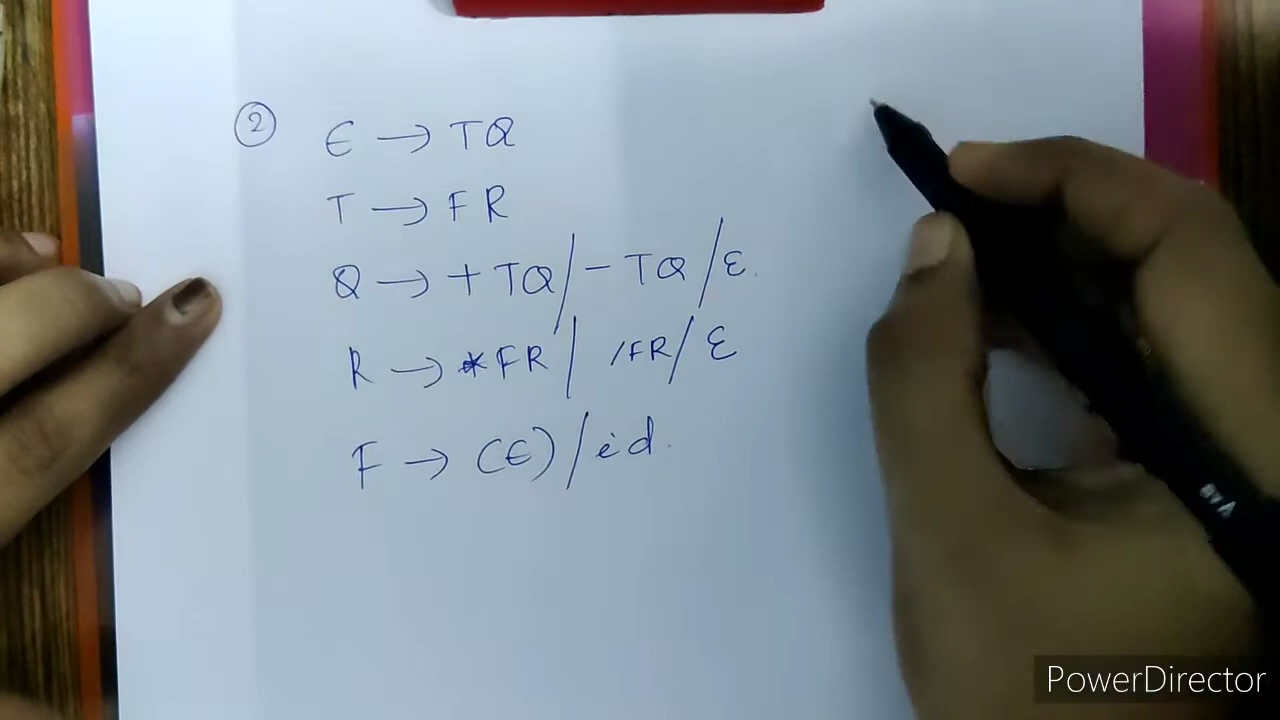 ② E → TQ
T → FR
Q → + TQ / - TQ / ε.
R → *FR / /FR / ε
F → (E) / id.
PowerDirector